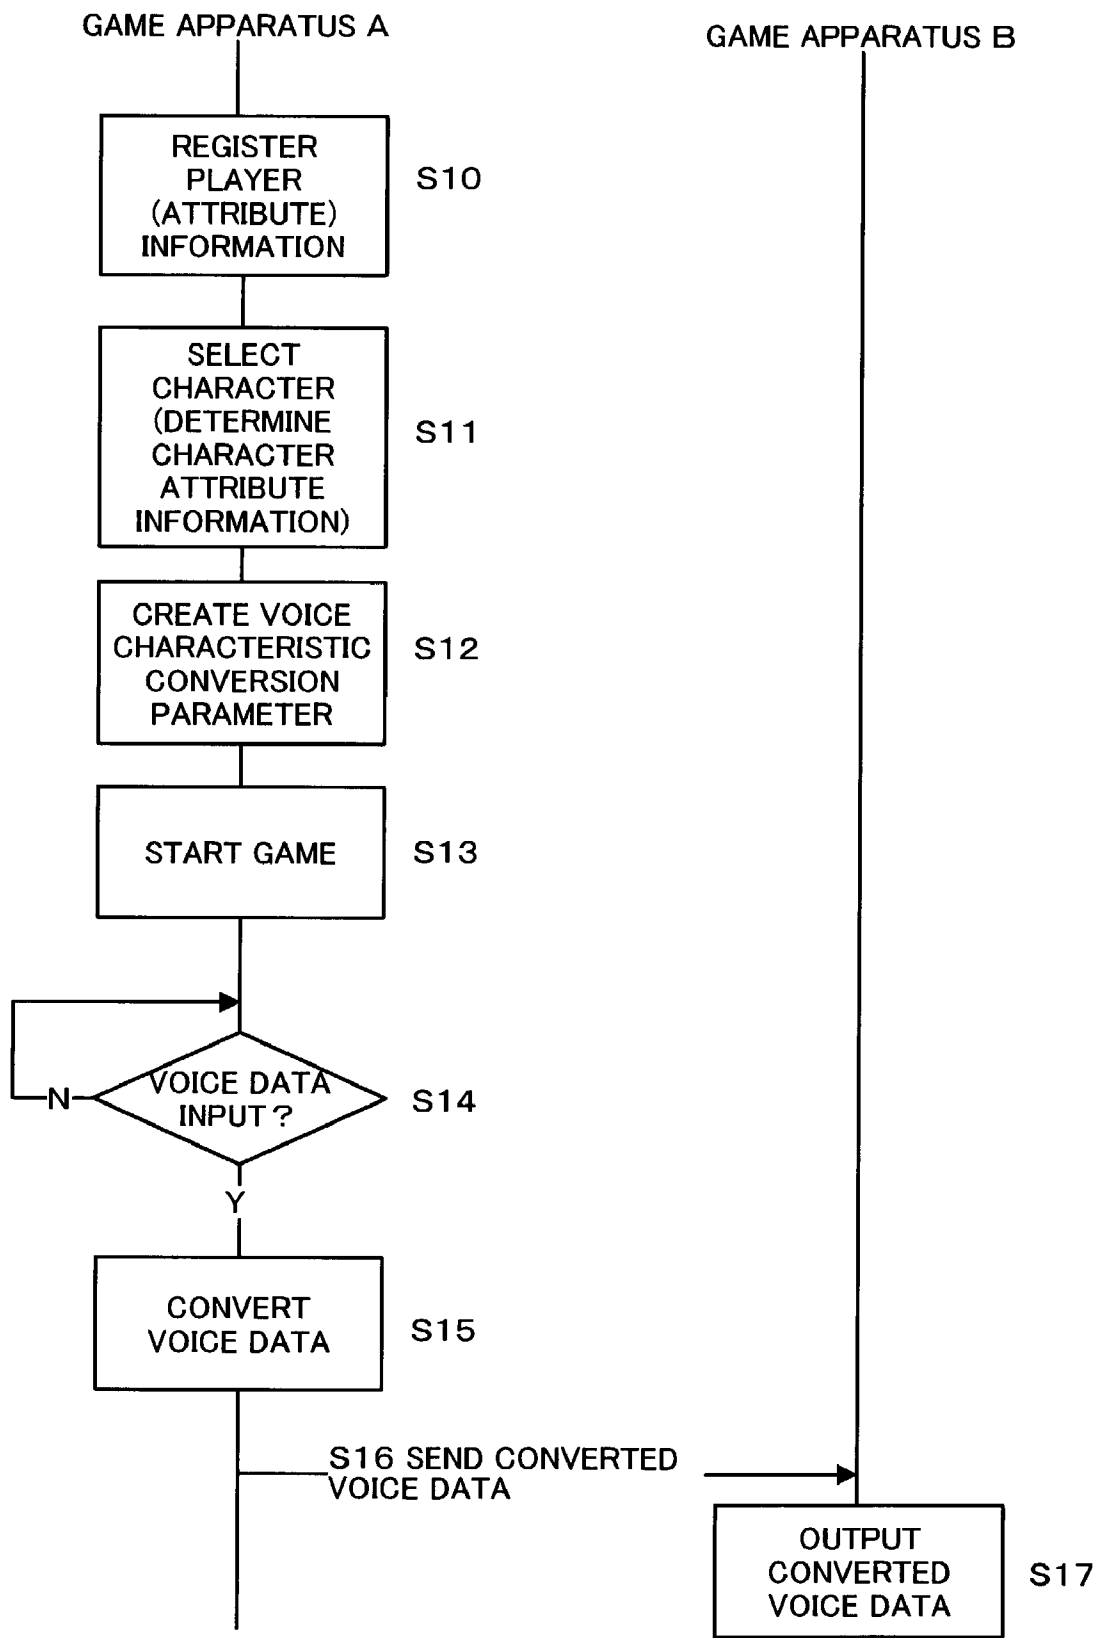 GAME APPARATUS A
GAME APPARATUS B
REGISTER
PLAYER
(ATTRIBUTE)
INFORMATION
S10
SELECT
CHARACTER
(DETERMINE
CHARACTER
ATTRIBUTE
INFORMATION)
S11
CREATE VOICE
CHARACTERISTIC
CONVERSION
PARAMETER
S12
START GAME
S13
VOICE DATA
INPUT?
S14
N
Y
CONVERT
VOICE DATA
S15
S16 SEND CONVERTED
VOICE DATA
OUTPUT
CONVERTED
VOICE DATA
S17